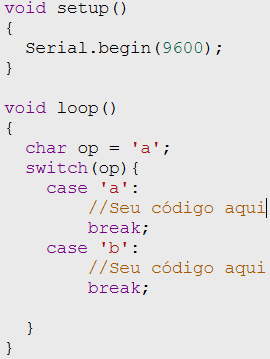 void setup()
{
Serial.begin(9600);
}
void loop()
{
char op = 'a';
switch(op){
case 'a':
//Seu código aqui
break;
case 'b':
//Seu código aqui
break;
}
}